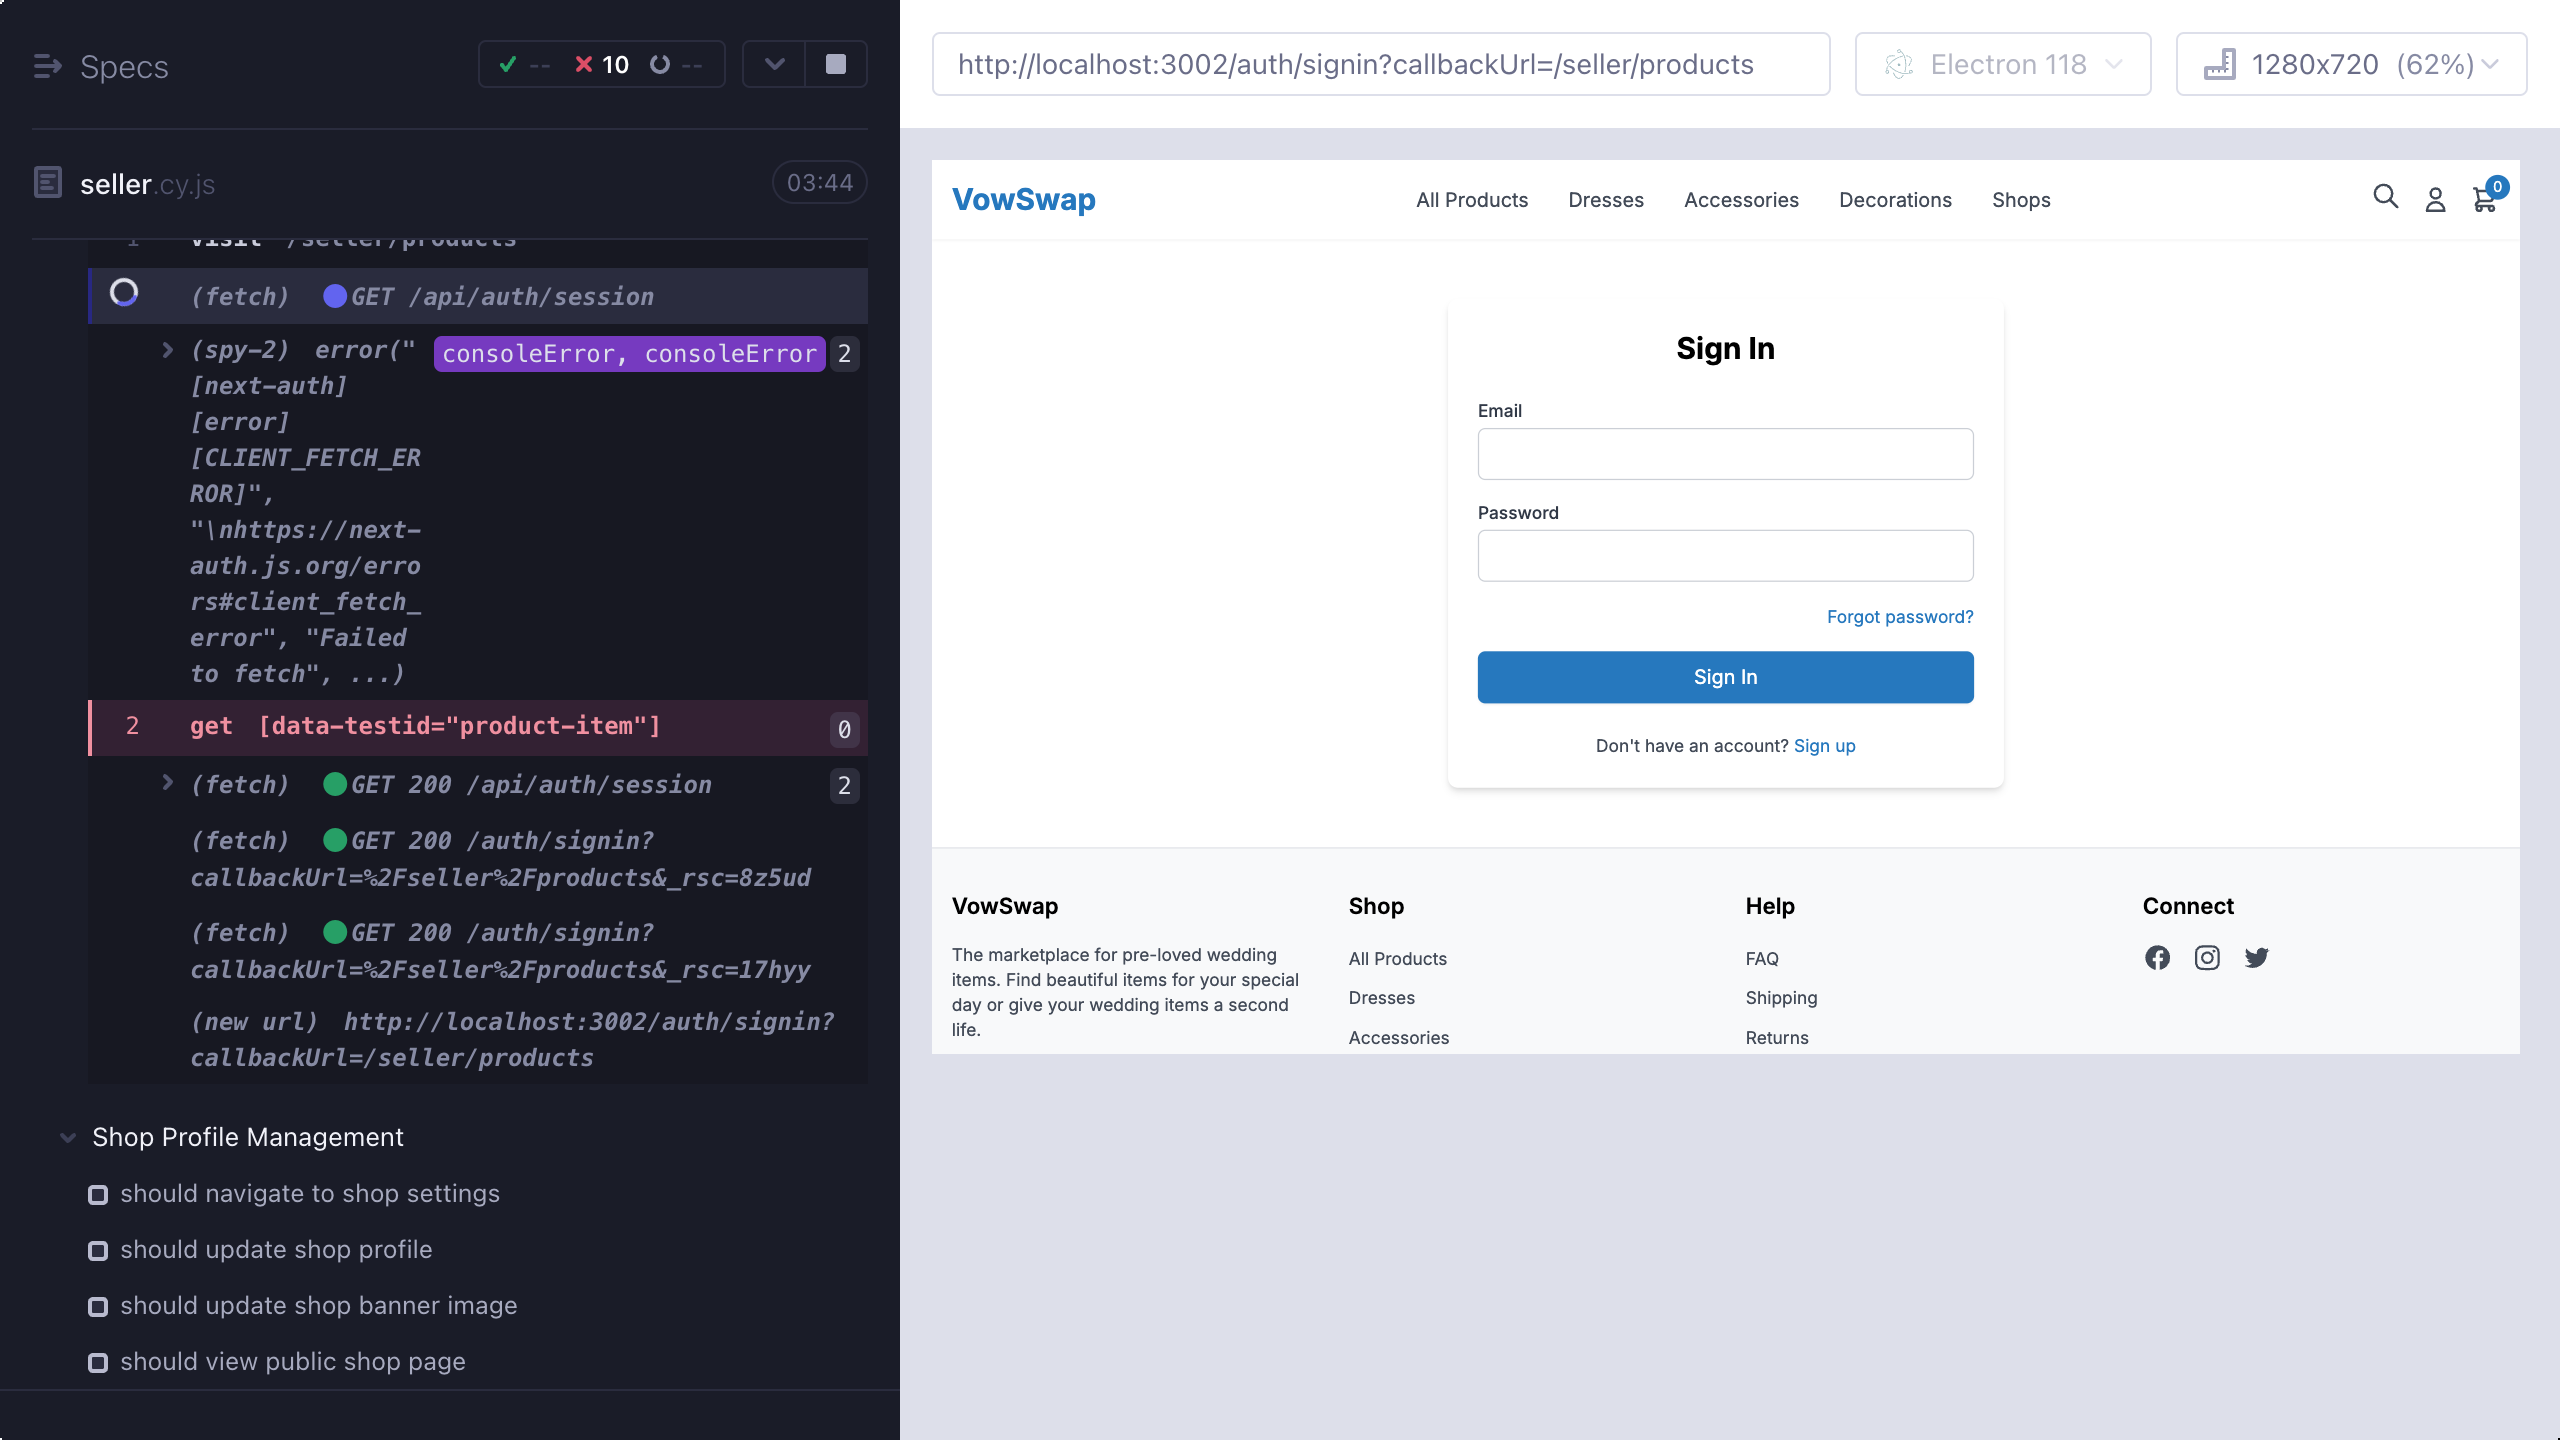 Specs
-- 10 --
seller.cy.js
03:44
1 visit /seller/products
(fetch) GET /api/auth/session
(spy-2) error(" consoleError, consoleError 2
[next-auth]
[error]
[CLIENT_FETCH_ER
ROR]",
"\nhttps://next-
auth.js.org/erro
rs#client_fetch_
error", "Failed
to fetch", ...)
2 get [data-testid="product-item"] 0
(fetch) GET 200 /api/auth/session 2
(fetch) GET 200 /auth/signin?
callbackUrl=%2Fseller%2Fproducts&_rsc=8z5ud
(fetch) GET 200 /auth/signin?
callbackUrl=%2Fseller%2Fproducts&_rsc=17hyy
(new url) http://localhost:3002/auth/signin?
callbackUrl=/seller/products
Shop Profile Management
should navigate to shop settings
should update shop profile
should update shop banner image
should view public shop page
http://localhost:3002/auth/signin?callbackUrl=/seller/products
Electron 118
1280x720 (62%)
VowSwap
All Products Dresses Accessories Decorations Shops
0
Sign In
Email
Password
Forgot password?
Sign In
Don't have an account? Sign up
VowSwap
The marketplace for pre-loved wedding
items. Find beautiful items for your special
day or give your wedding items a second
life.
Shop
All Products
Dresses
Accessories
Help
FAQ
Shipping
Returns
Connect